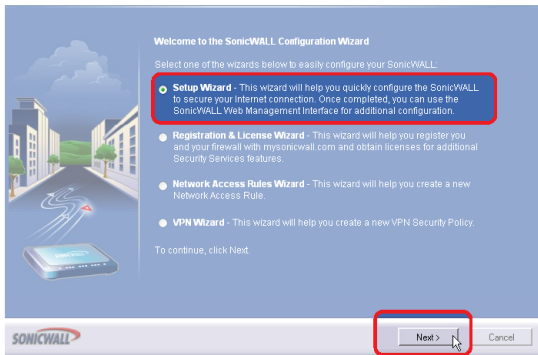 Welcome to the SonicWALL Configuration Wizard
Select one of the wizards below to easily configure your SonicWALL:
Setup Wizard - This wizard will help you quickly configure the SonicWALL
to secure your Internet connection. Once completed, you can use the
SonicWALL Web Management Interface for additional configuration.
Registration & License Wizard - This wizard will help you register you
and your firewall with mysonicwall.com and obtain licenses for additional
Security Services features.
Network Access Rules Wizard - This wizard will help you create a new
Network Access Rule.
VPN Wizard - This wizard will help you create a new VPN Security Policy.
To continue, click Next.
SONICWALL
Next >
Cancel